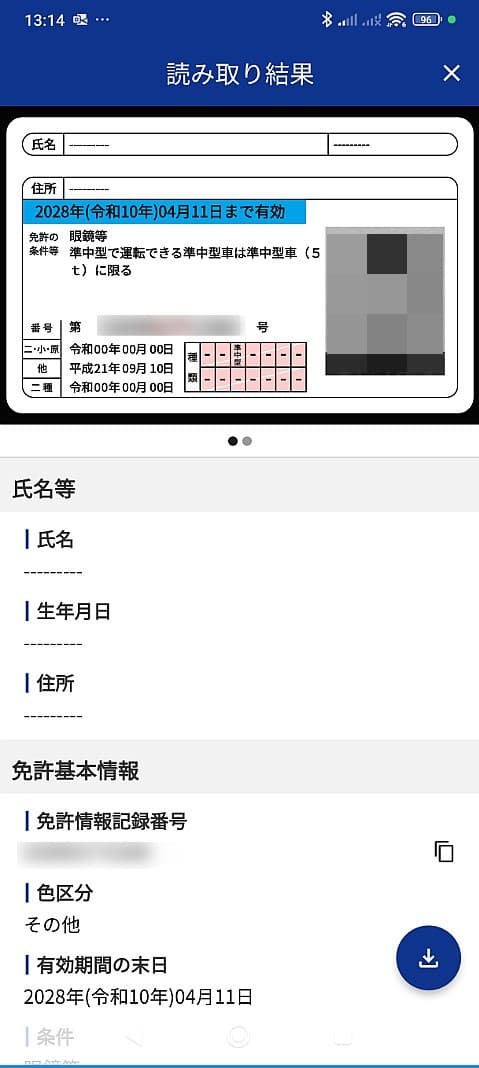 13:14
96
読み取り結果
氏名 --------- ---------
住所 ---------
2028年(令和10年)04月11日まで有効
免許の条件等 眼鏡等
準中型で運転できる準中型車は準中型車（5
t）に限る
番号 第 号
二・小・原 令和00年00月00日
他 平成21年09月10日
二種 令和00年00月00日
種類 - - 準中型 - - - -
- - - - - - -
氏名等
氏名
---------
生年月日
---------
住所
---------
免許基本情報
免許情報記録番号
色区分
その他
有効期間の末日
2028年(令和10年)04月11日
条件